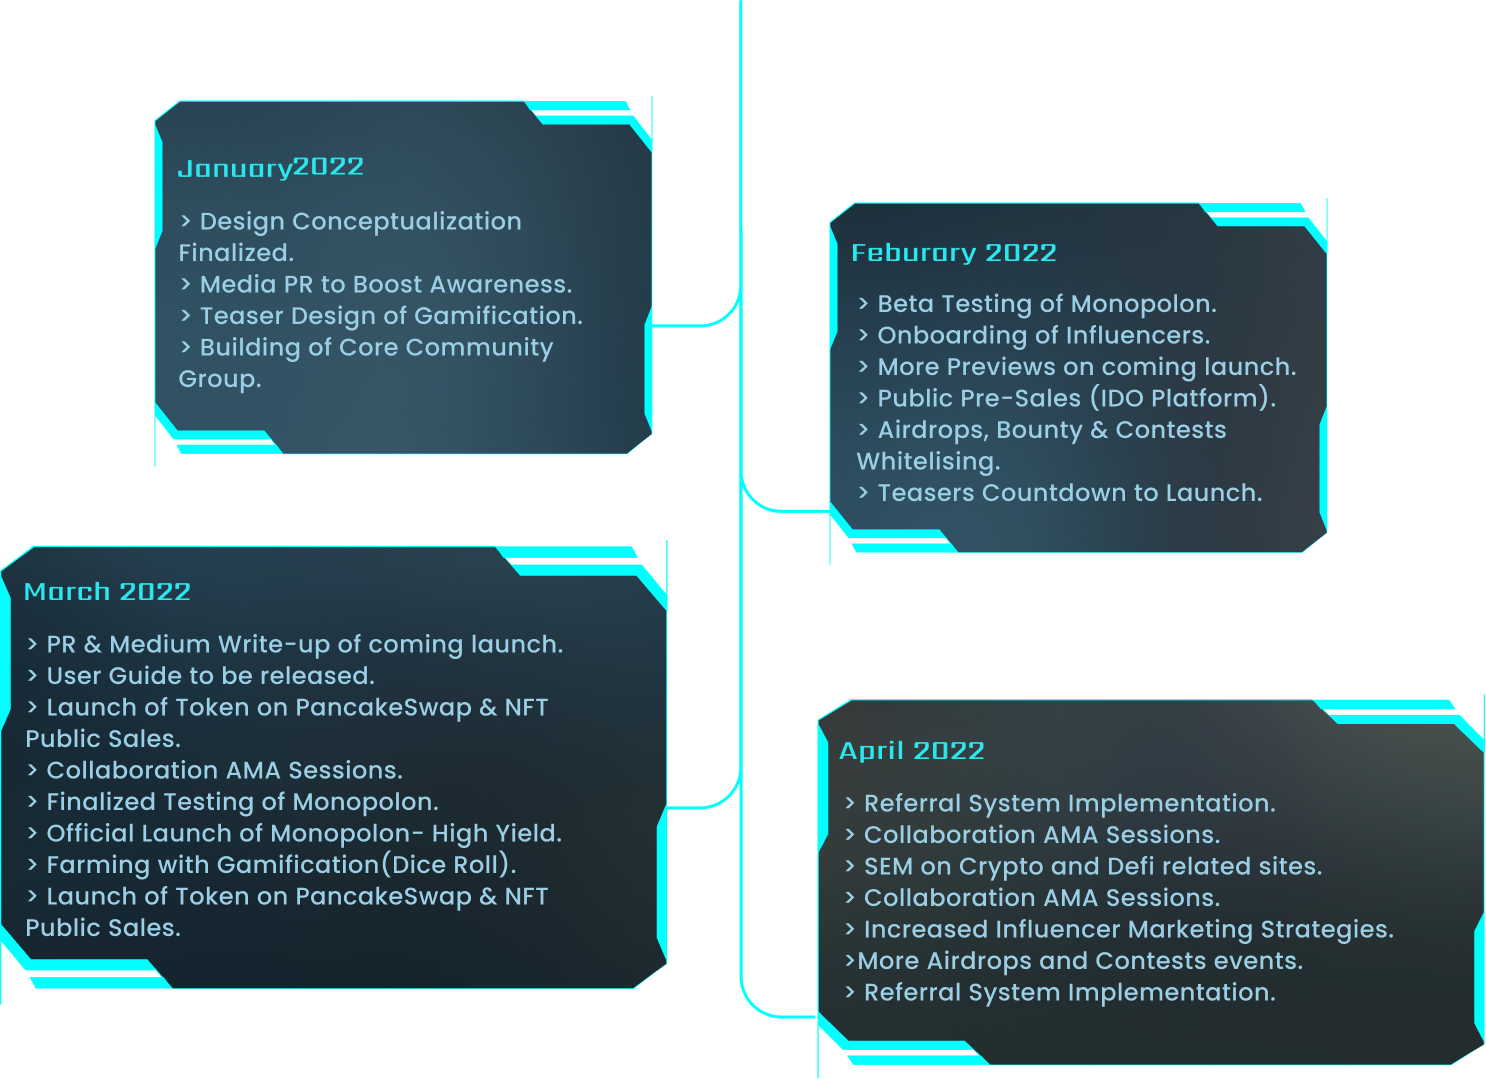 January2022
> Design Conceptualization
Finalized.
> Media PR to Boost Awareness.
> Teaser Design of Gamification.
> Building of Core Community
Group.
Feburary 2022
> Beta Testing of Monopolon.
> Onboarding of Influencers.
> More Previews on coming launch.
> Public Pre-Sales (IDO Platform).
> Airdrops, Bounty & Contests
Whitelising.
> Teasers Countdown to Launch.
March 2022
> PR & Medium Write-up of coming launch.
> User Guide to be released.
> Launch of Token on PancakeSwap & NFT
Public Sales.
> Collaboration AMA Sessions.
> Finalized Testing of Monopolon.
> Official Launch of Monopolon- High Yield.
> Farming with Gamification(Dice Roll).
> Launch of Token on PancakeSwap & NFT
Public Sales.
April 2022
> Referral System Implementation.
> Collaboration AMA Sessions.
> SEM on Crypto and Defi related sites.
> Collaboration AMA Sessions.
> Increased Influencer Marketing Strategies.
>More Airdrops and Contests events.
> Referral System Implementation.